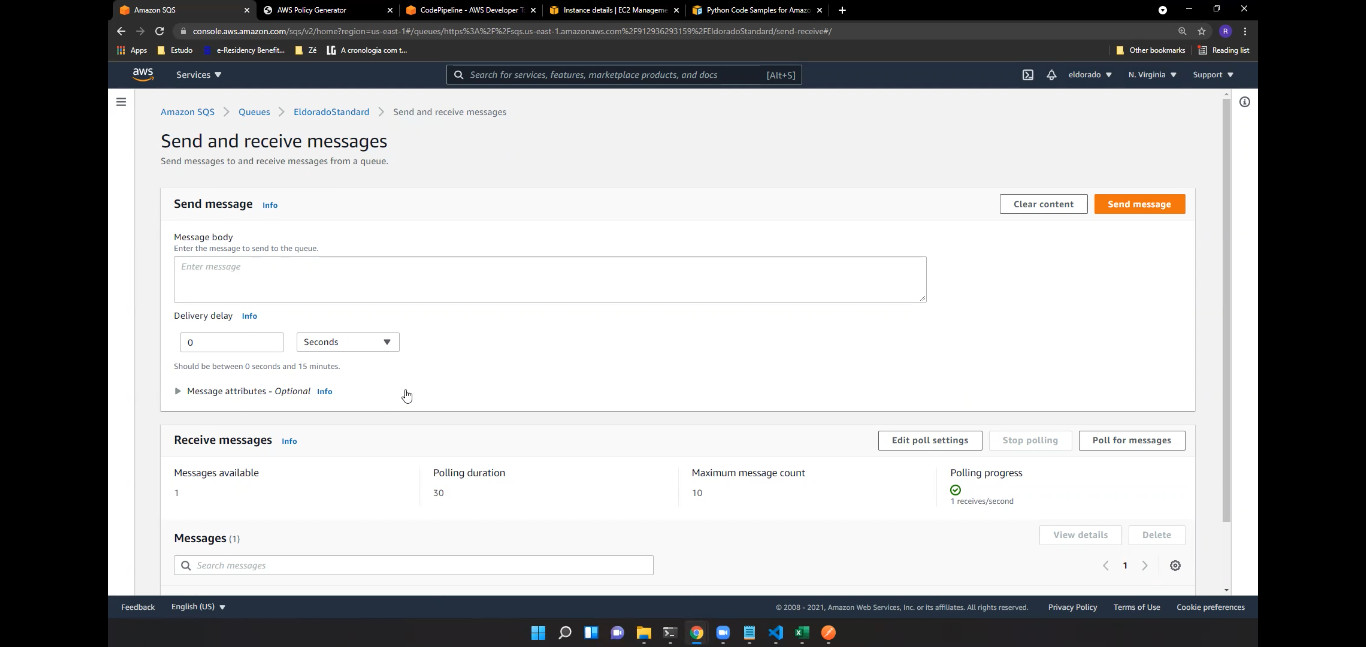 Amazon SQS
AWS Policy Generator
CodePipeline - AWS Developer T
Instance details | EC2 Manageme
Python Code Samples for Amazo
console.aws.amazon.com/sqs/v2/home?region=us-east-1#/queues/https%3A%2F%2Fsqs.us-east-1.amazonaws.com%2F912936293159%2FEldoradoStandard/send-receive#/
R
Apps
Estudo
e-Residency Benefit...
Zé
LG A cronologia com t...
Other bookmarks
Reading list
aws
Services
Search for services, features, marketplace products, and docs
[Alt+S]
eldorado
N. Virginia
Support
Amazon SQS
Queues
EldoradoStandard
Send and receive messages
Send and receive messages
Send messages to and receive messages from a queue.
Send message Info
Clear content
Send message
Message body
Enter the message to send to the queue.
Enter message
Delivery delay Info
0
Seconds
Should be between 0 seconds and 15 minutes.
Message attributes - Optional Info
Receive messages Info
Edit poll settings
Stop polling
Poll for messages
Messages available
Polling duration
Maximum message count
Polling progress
1
30
10
1 receives/second
Messages (1)
View details
Delete
Search messages
1
Feedback
English (US)
© 2008 - 2021, Amazon Web Services, Inc. or its affiliates. All rights reserved.
Privacy Policy
Terms of Use
Cookie preferences